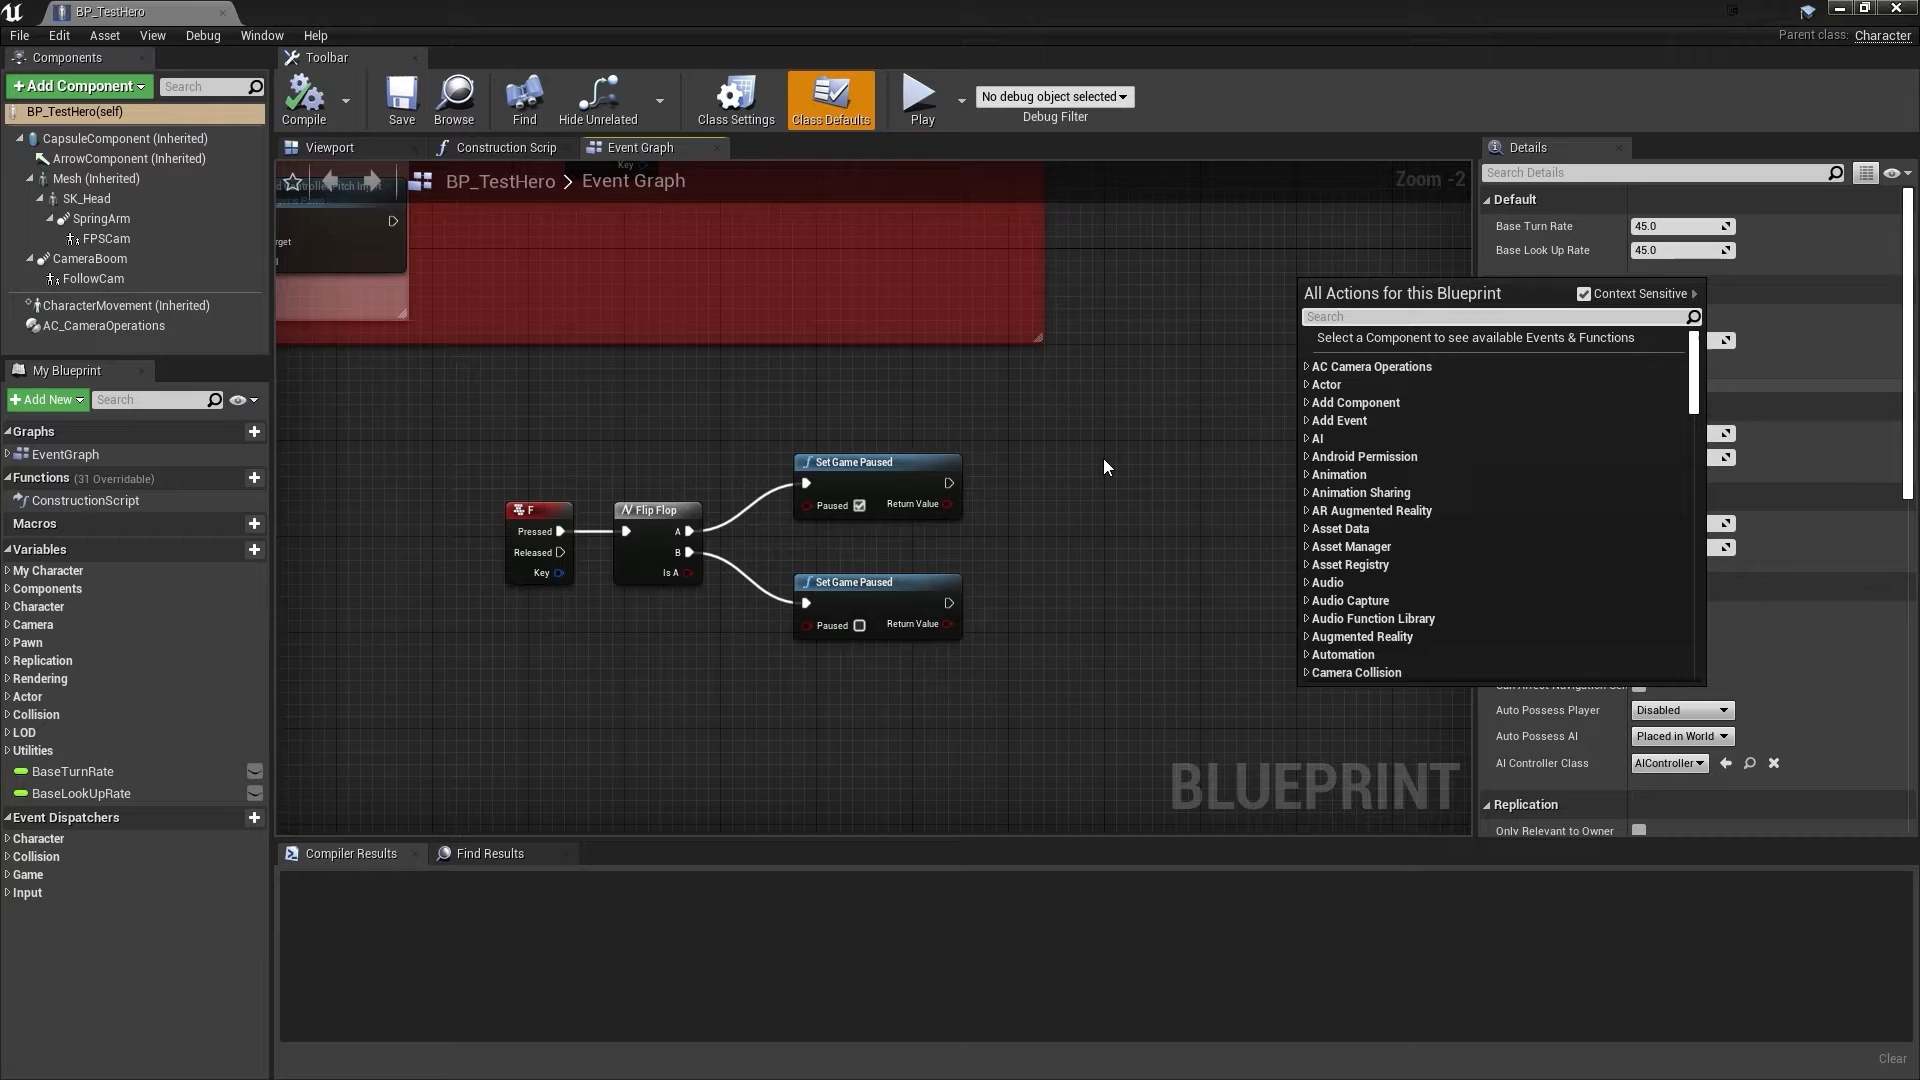 BP_TestHero
File Edit Asset View Debug Window Help
Parent class: Character
Components
Toolbar
+Add Component
Search
BP_TestHero(self)
CapsuleComponent (Inherited)
ArrowComponent (Inherited)
Mesh (Inherited)
SK_Head
SpringArm
FPSCam
CameraBoom
FollowCam
CharacterMovement (Inherited)
AC_CameraOperations
Compile
Save
Browse
Find
Hide Unrelated
Class Settings
Class Defaults
Play
No debug object selected
Debug Filter
Viewport
Construction Scrip
Event Graph
Key
BP_TestHero > Event Graph
Zoom -2
F
Pressed
Released
Key
Flip Flop
A
B
Is A
Set Game Paused
Paused
Return Value
Set Game Paused
Paused
Return Value
BLUEPRINT
All Actions for this Blueprint
Context Sensitive
Search
Select a Component to see available Events & Functions
AC Camera Operations
Actor
Add Component
Add Event
AI
Android Permission
Animation
Animation Sharing
AR Augmented Reality
Asset Data
Asset Manager
Asset Registry
Audio
Audio Capture
Audio Function Library
Augmented Reality
Automation
Camera Collision
Details
Search Details
Default
Base Turn Rate 45.0
Base Look Up Rate 45.0
Auto Possess Player Disabled
Auto Possess AI Placed in World
AI Controller Class AIController
Replication
Only Relevant to Owner
My Blueprint
+Add New
Search
Graphs
EventGraph
Functions (31 Overridable)
ConstructionScript
Macros
Variables
My Character
Components
Character
Camera
Pawn
Replication
Rendering
Actor
Collision
LOD
Utilities
BaseTurnRate
BaseLookUpRate
Event Dispatchers
Character
Collision
Game
Input
Compiler Results
Find Results
Clear